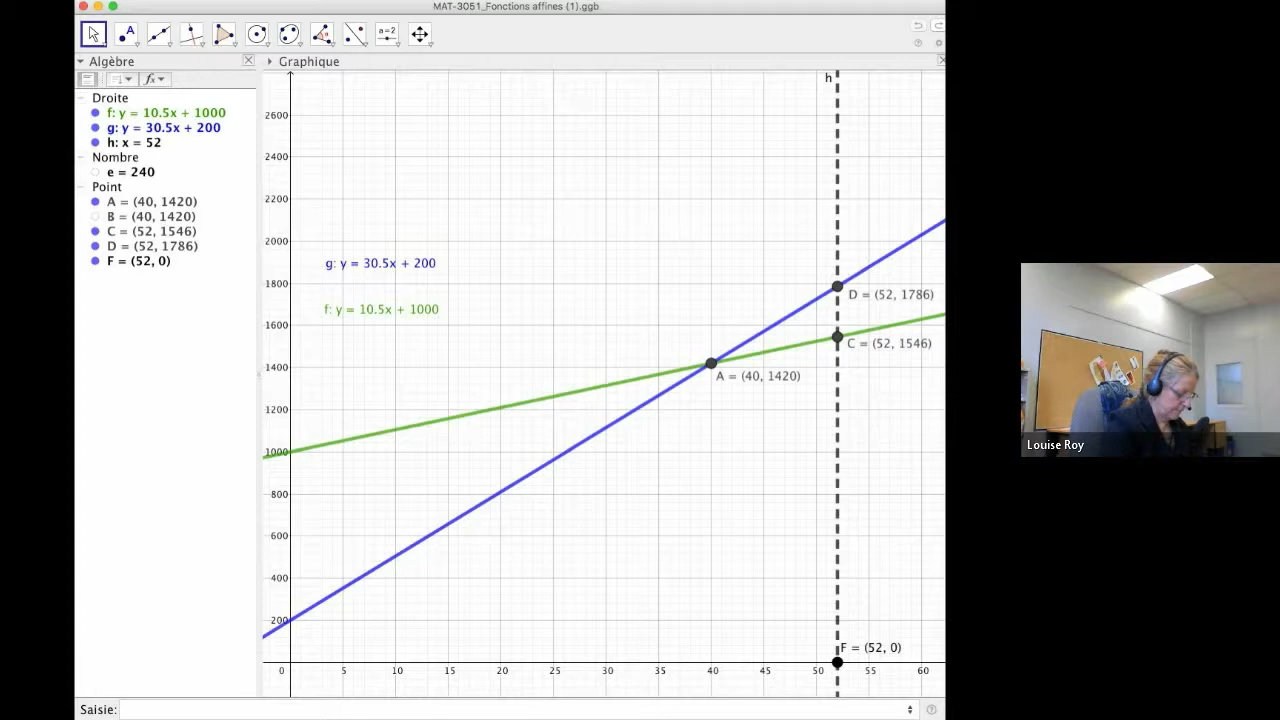 MAT-3051_Fonctions affines (1).ggb
A
a=2
Algèbre
Graphique
f(x)
Droite
f: y = 10.5x + 1000
g: y = 30.5x + 200
h: x = 52
Nombre
e = 240
Point
A = (40, 1420)
B = (40, 1420)
C = (52, 1546)
D = (52, 1786)
F = (52, 0)
h
2600
2400
2200
2000
1800
1600
1400
1200
1000
800
600
400
200
g: y = 30.5x + 200
f: y = 10.5x + 1000
D = (52, 1786)
C = (52, 1546)
A = (40, 1420)
F = (52, 0)
0 5 10 15 20 25 30 35 40 45 50 55 60
Saisie:
Louise Roy